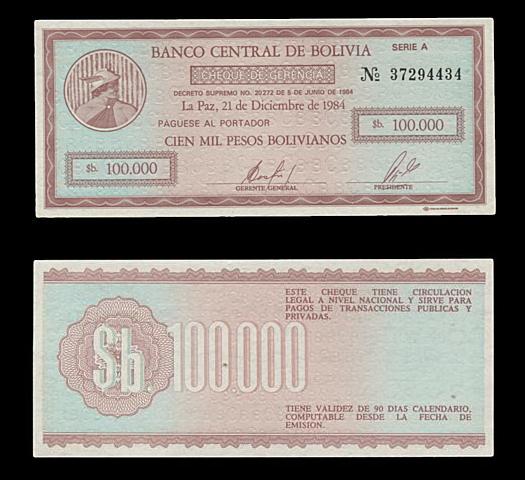 BANCO CENTRAL DE BOLIVIA
SERIE A
CHEQUE DE GERENCIA
Nº 37294434
DECRETO SUPREMO NO. 20272 DE 5 DE JUNIO DE 1984
La Paz, 21 de Diciembre de 1984
PAGUESE AL PORTADOR
$b. 100.000
CIEN MIL PESOS BOLIVIANOS
$b. 100.000
GERENTE GENERAL
PRESIDENTE
ESTE CHEQUE TIENE CIRCULACION
LEGAL A NIVEL NACIONAL Y SIRVE PARA
PAGOS DE TRANSACCIONES PUBLICAS Y
PRIVADAS.
$b. 100.000
TIENE VALIDEZ DE 90 DIAS CALENDARIO,
COMPUTABLE DESDE LA FECHA DE
EMISION.